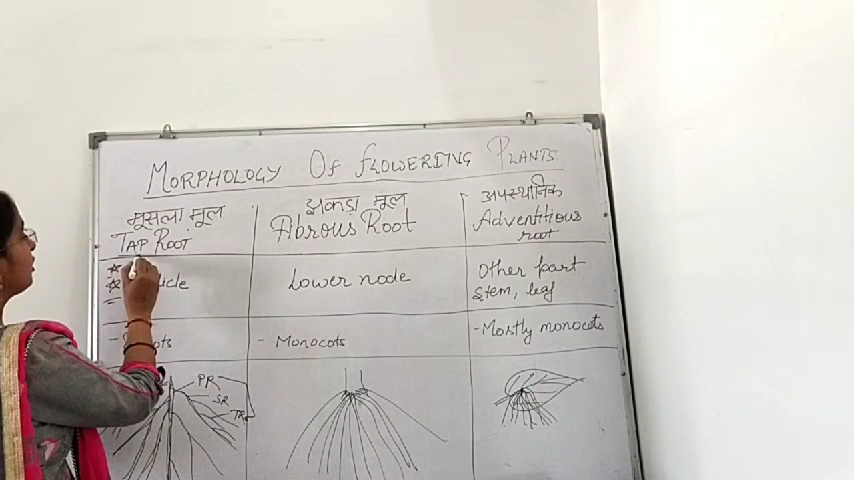 MORPHOLOGY OF FLOWERING PLANTS
मूसला मूल
TAP ROOT
झकड़ा मूल
Fibrous Root
अपस्थानिक
Adventitious
root
Lower node
Other part
Stem, leaf
- Monocots
- Mostly monocots
PR
SR
TR